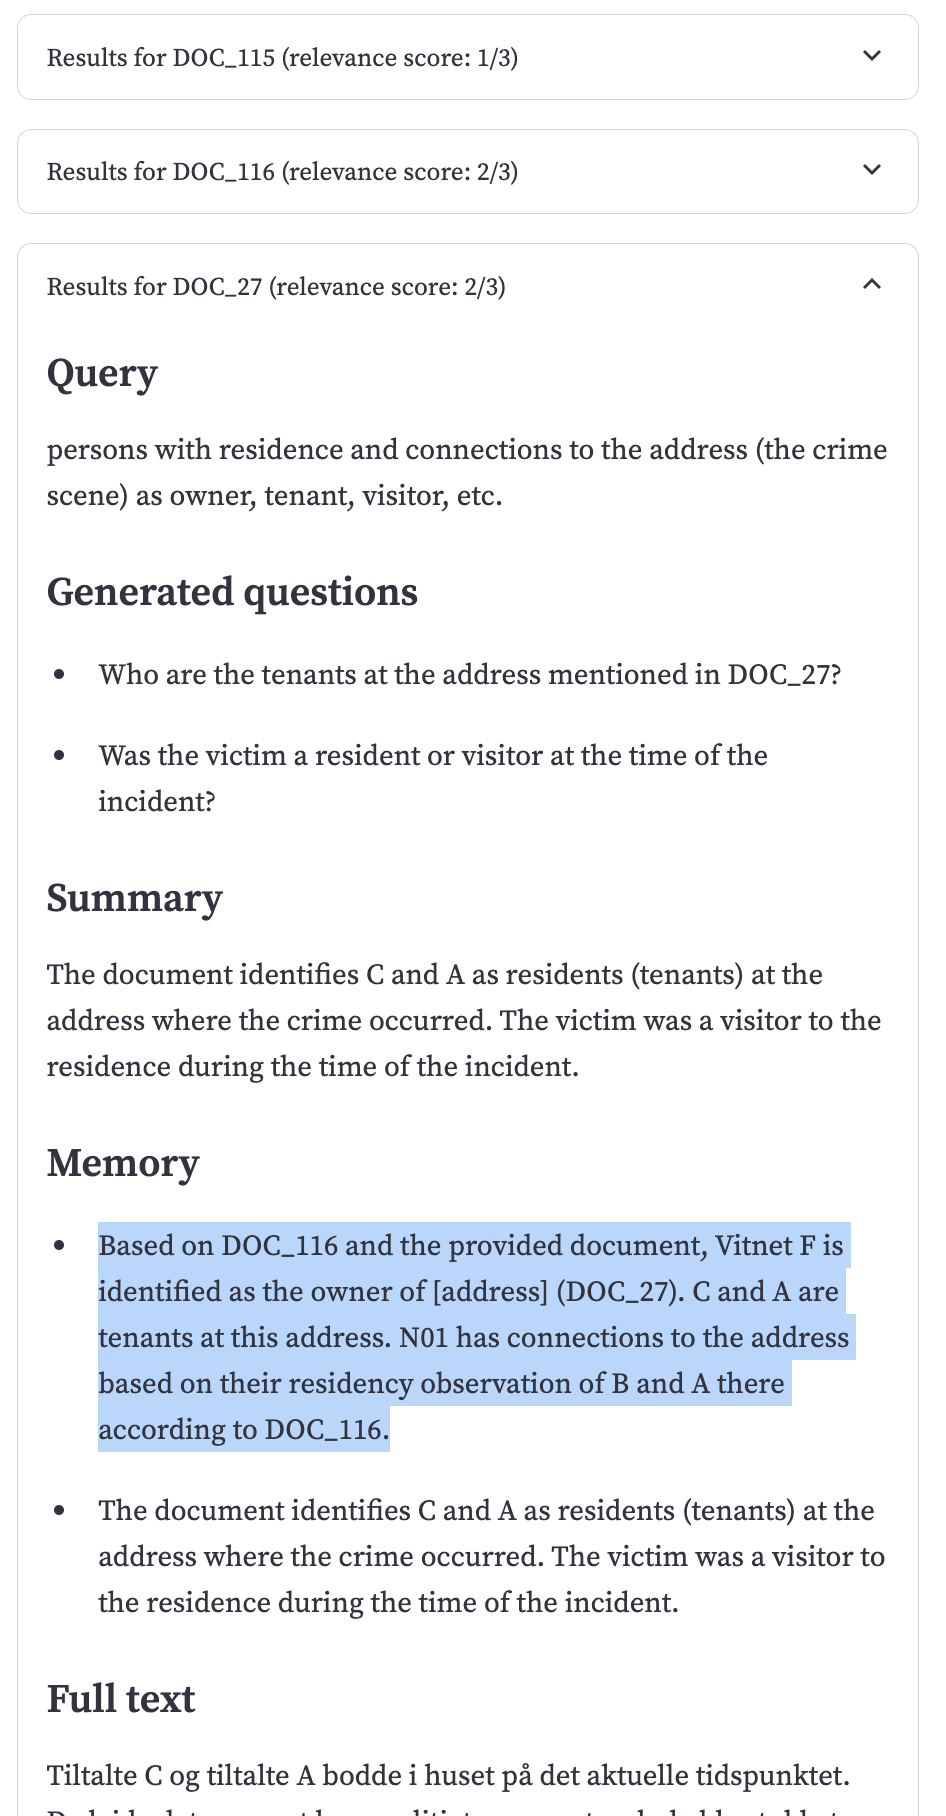 Results for DOC_115 (relevance score: 1/3)
Results for DOC_116 (relevance score: 2/3)
Results for DOC_27 (relevance score: 2/3)
Query
persons with residence and connections to the address (the crime
scene) as owner, tenant, visitor, etc.
Generated questions
• Who are the tenants at the address mentioned in DOC_27?
• Was the victim a resident or visitor at the time of the
incident?
Summary
The document identifies C and A as residents (tenants) at the
address where the crime occurred. The victim was a visitor to the
residence during the time of the incident.
Memory
• Based on DOC_116 and the provided document, Vitnet F is
identified as the owner of [address] (DOC_27). C and A are
tenants at this address. N01 has connections to the address
based on their residency observation of B and A there
according to DOC_116.
• The document identifies C and A as residents (tenants) at the
address where the crime occurred. The victim was a visitor to
the residence during the time of the incident.
Full text
Tiltalte C og tiltalte A bodde i huset på det aktuelle tidspunktet.